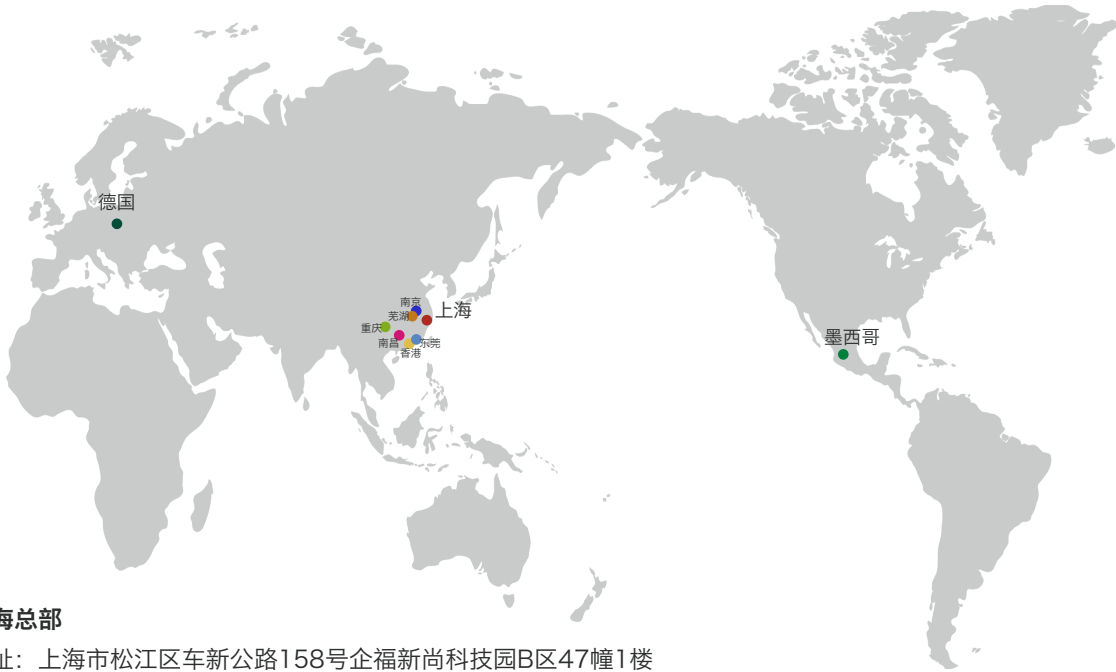 德国
南京
上海
芜湖
重庆
南昌
东莞
香港
墨西哥
海总部
址：上海市松江区车新公路158号企福新尚科技园B区47幢1楼